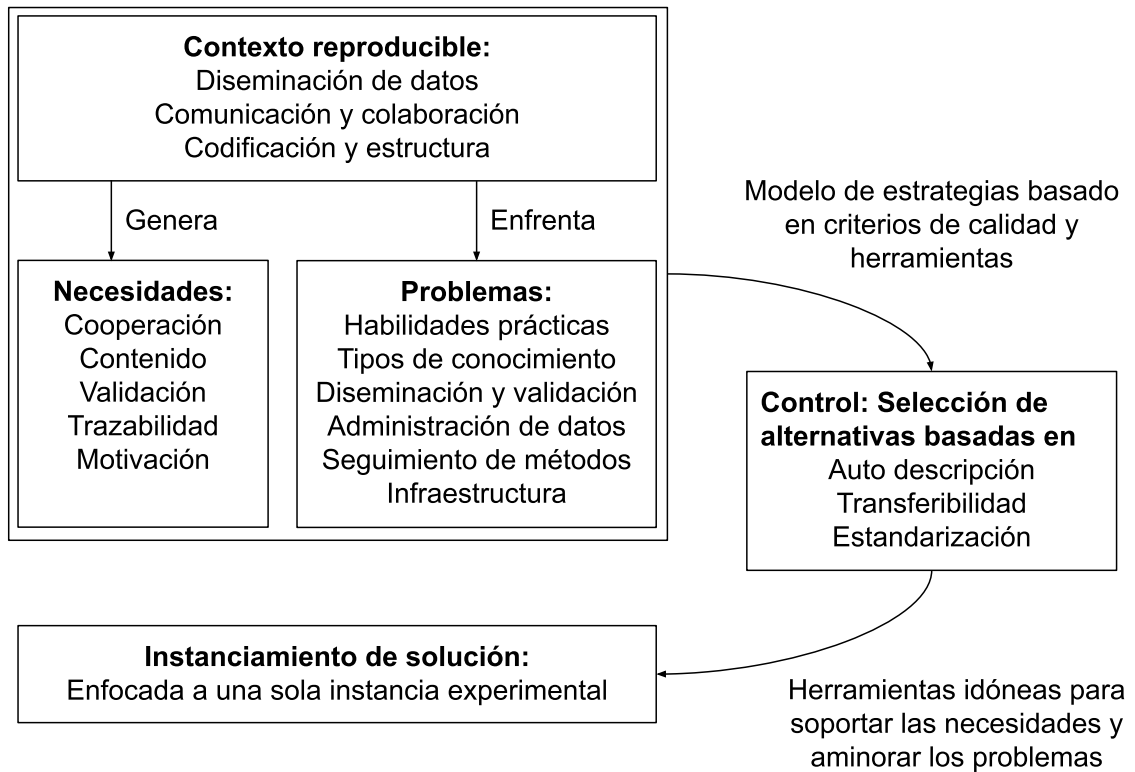 Contexto reproducible:
Diseminación de datos
Comunicación y colaboración
Codificación y estructura
Genera
Enfrenta
Necesidades:
Cooperación
Contenido
Validación
Trazabilidad
Motivación
Problemas:
Habilidades prácticas
Tipos de conocimiento
Diseminación y validación
Administración de datos
Seguimiento de métodos
Infraestructura
Modelo de estrategias basado
en criterios de calidad y
herramientas
Control: Selección de
alternativas basadas en
Auto descripción
Transferibilidad
Estandarización
Instanciamiento de solución:
Enfocada a una sola instancia experimental
Herramientas idóneas para
soportar las necesidades y
aminorar los problemas